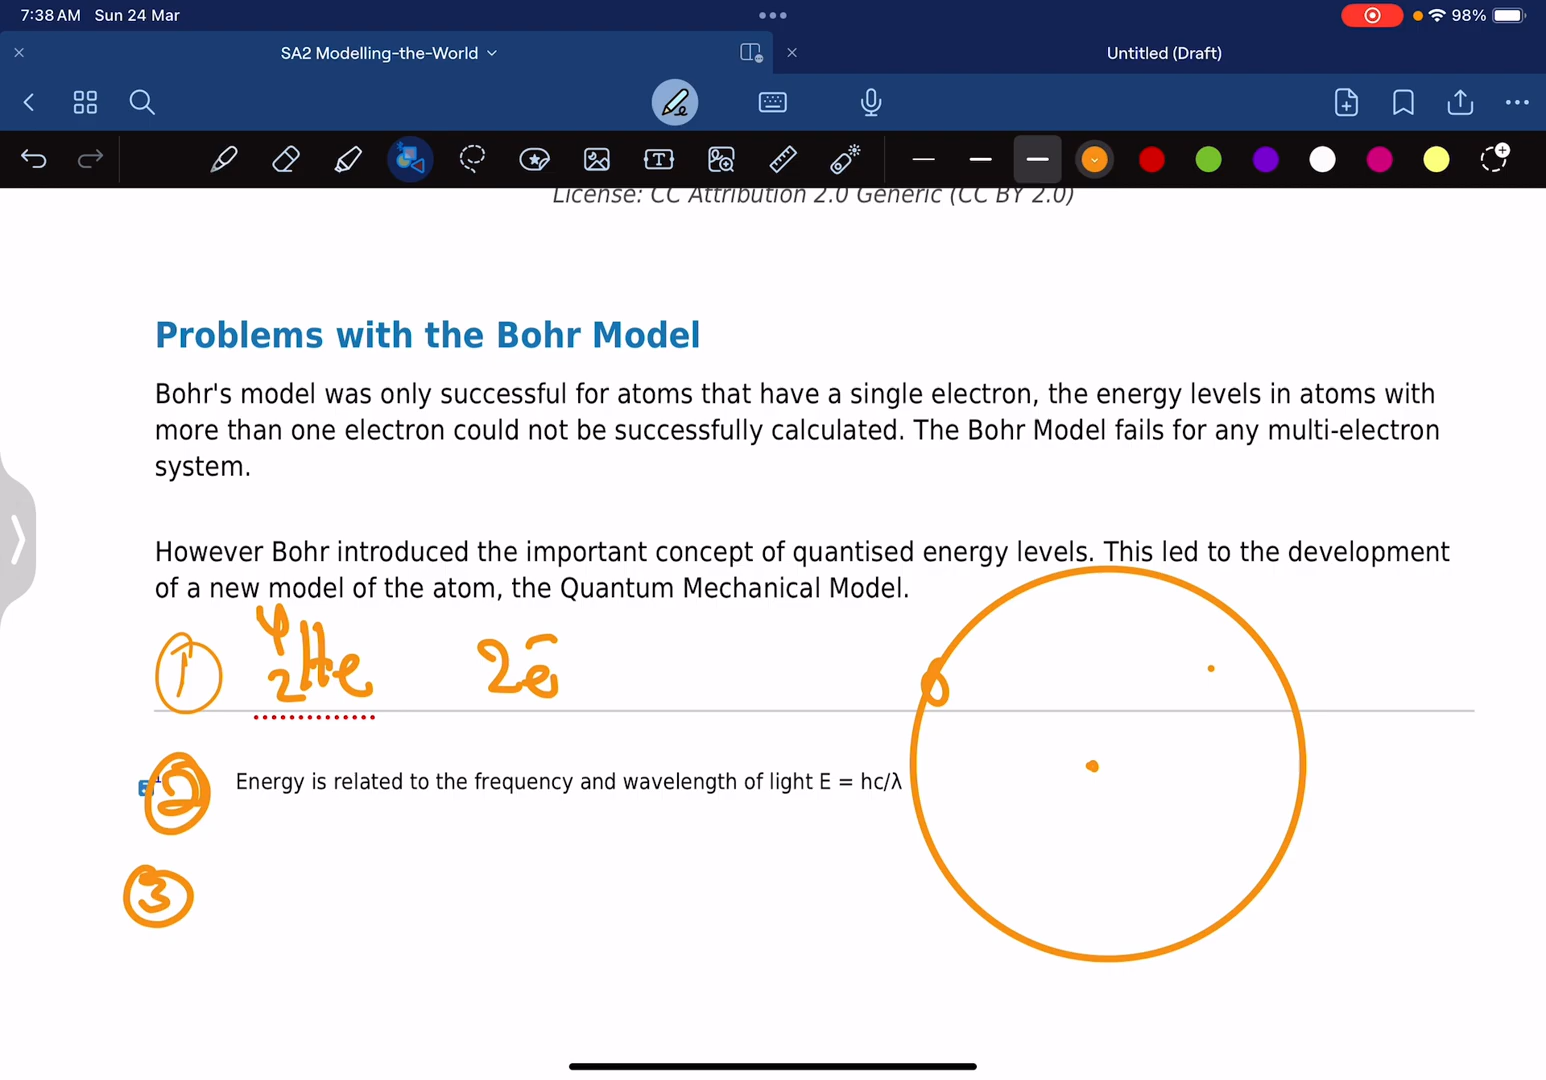 7:38 AM Sun 24 Mar
98%
SA2 Modelling-the-World
Untitled (Draft)
License: CC Attribution 2.0 Generic (CC BY 2.0)
Problems with the Bohr Model
Bohr's model was only successful for atoms that have a single electron, the energy levels in atoms with
more than one electron could not be successfully calculated. The Bohr Model fails for any multi-electron
system.
However Bohr introduced the important concept of quantised energy levels. This led to the development
of a new model of the atom, the Quantum Mechanical Model.
1 4 2 He 2e⁻
2 Energy is related to the frequency and wavelength of light E = hc/λ
3